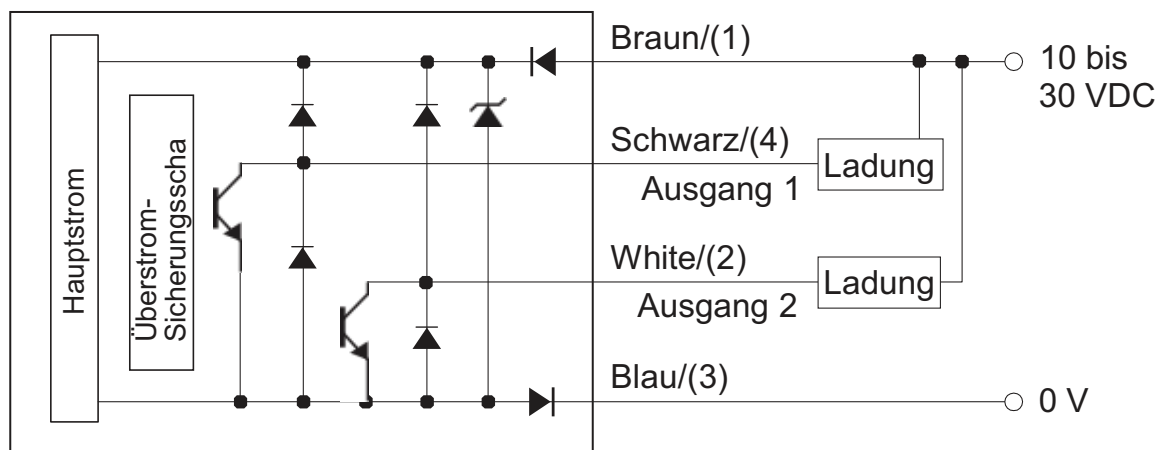 Hauptstrom
Überstrom-
Sicherungsscha
Braun/(1)
10 bis
30 VDC
Schwarz/(4)
Ausgang 1
Ladung
White/(2)
Ausgang 2
Ladung
Blau/(3)
0 V